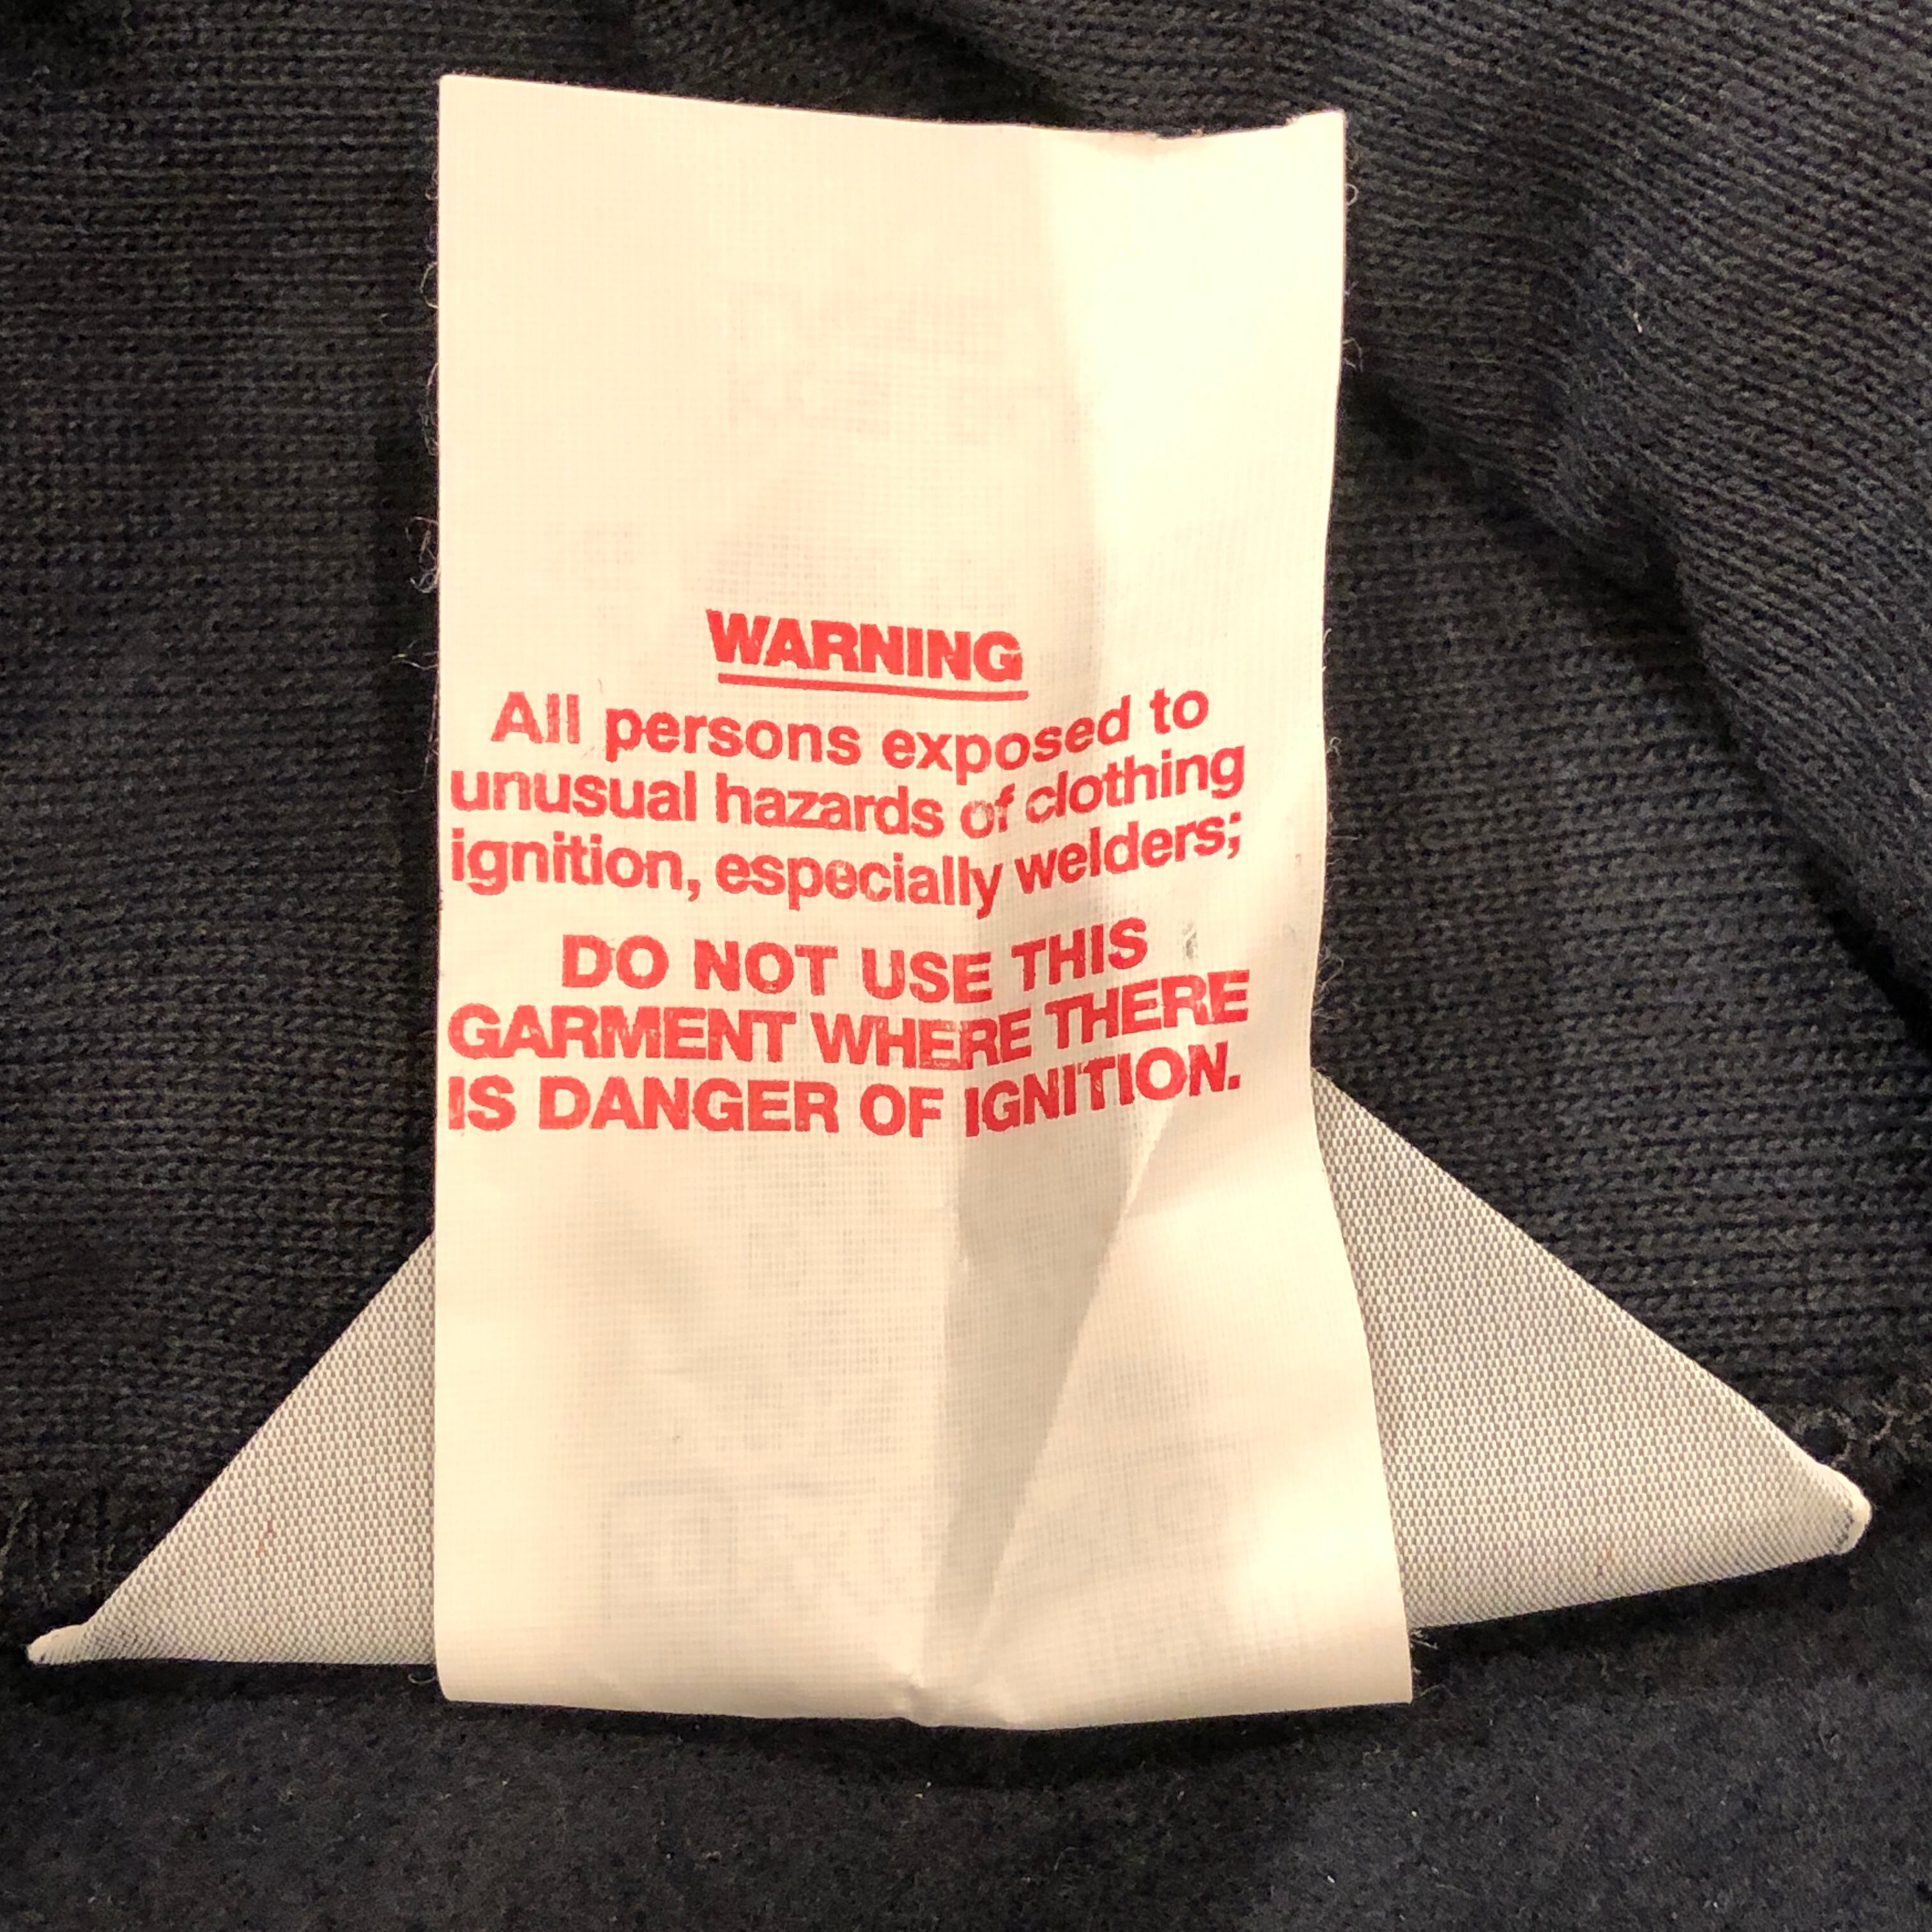 WARNING
All persons exposed to
unusual hazards of clothing
ignition, especially welders;
DO NOT USE THIS
GARMENT WHERE THERE
IS DANGER OF IGNITION.